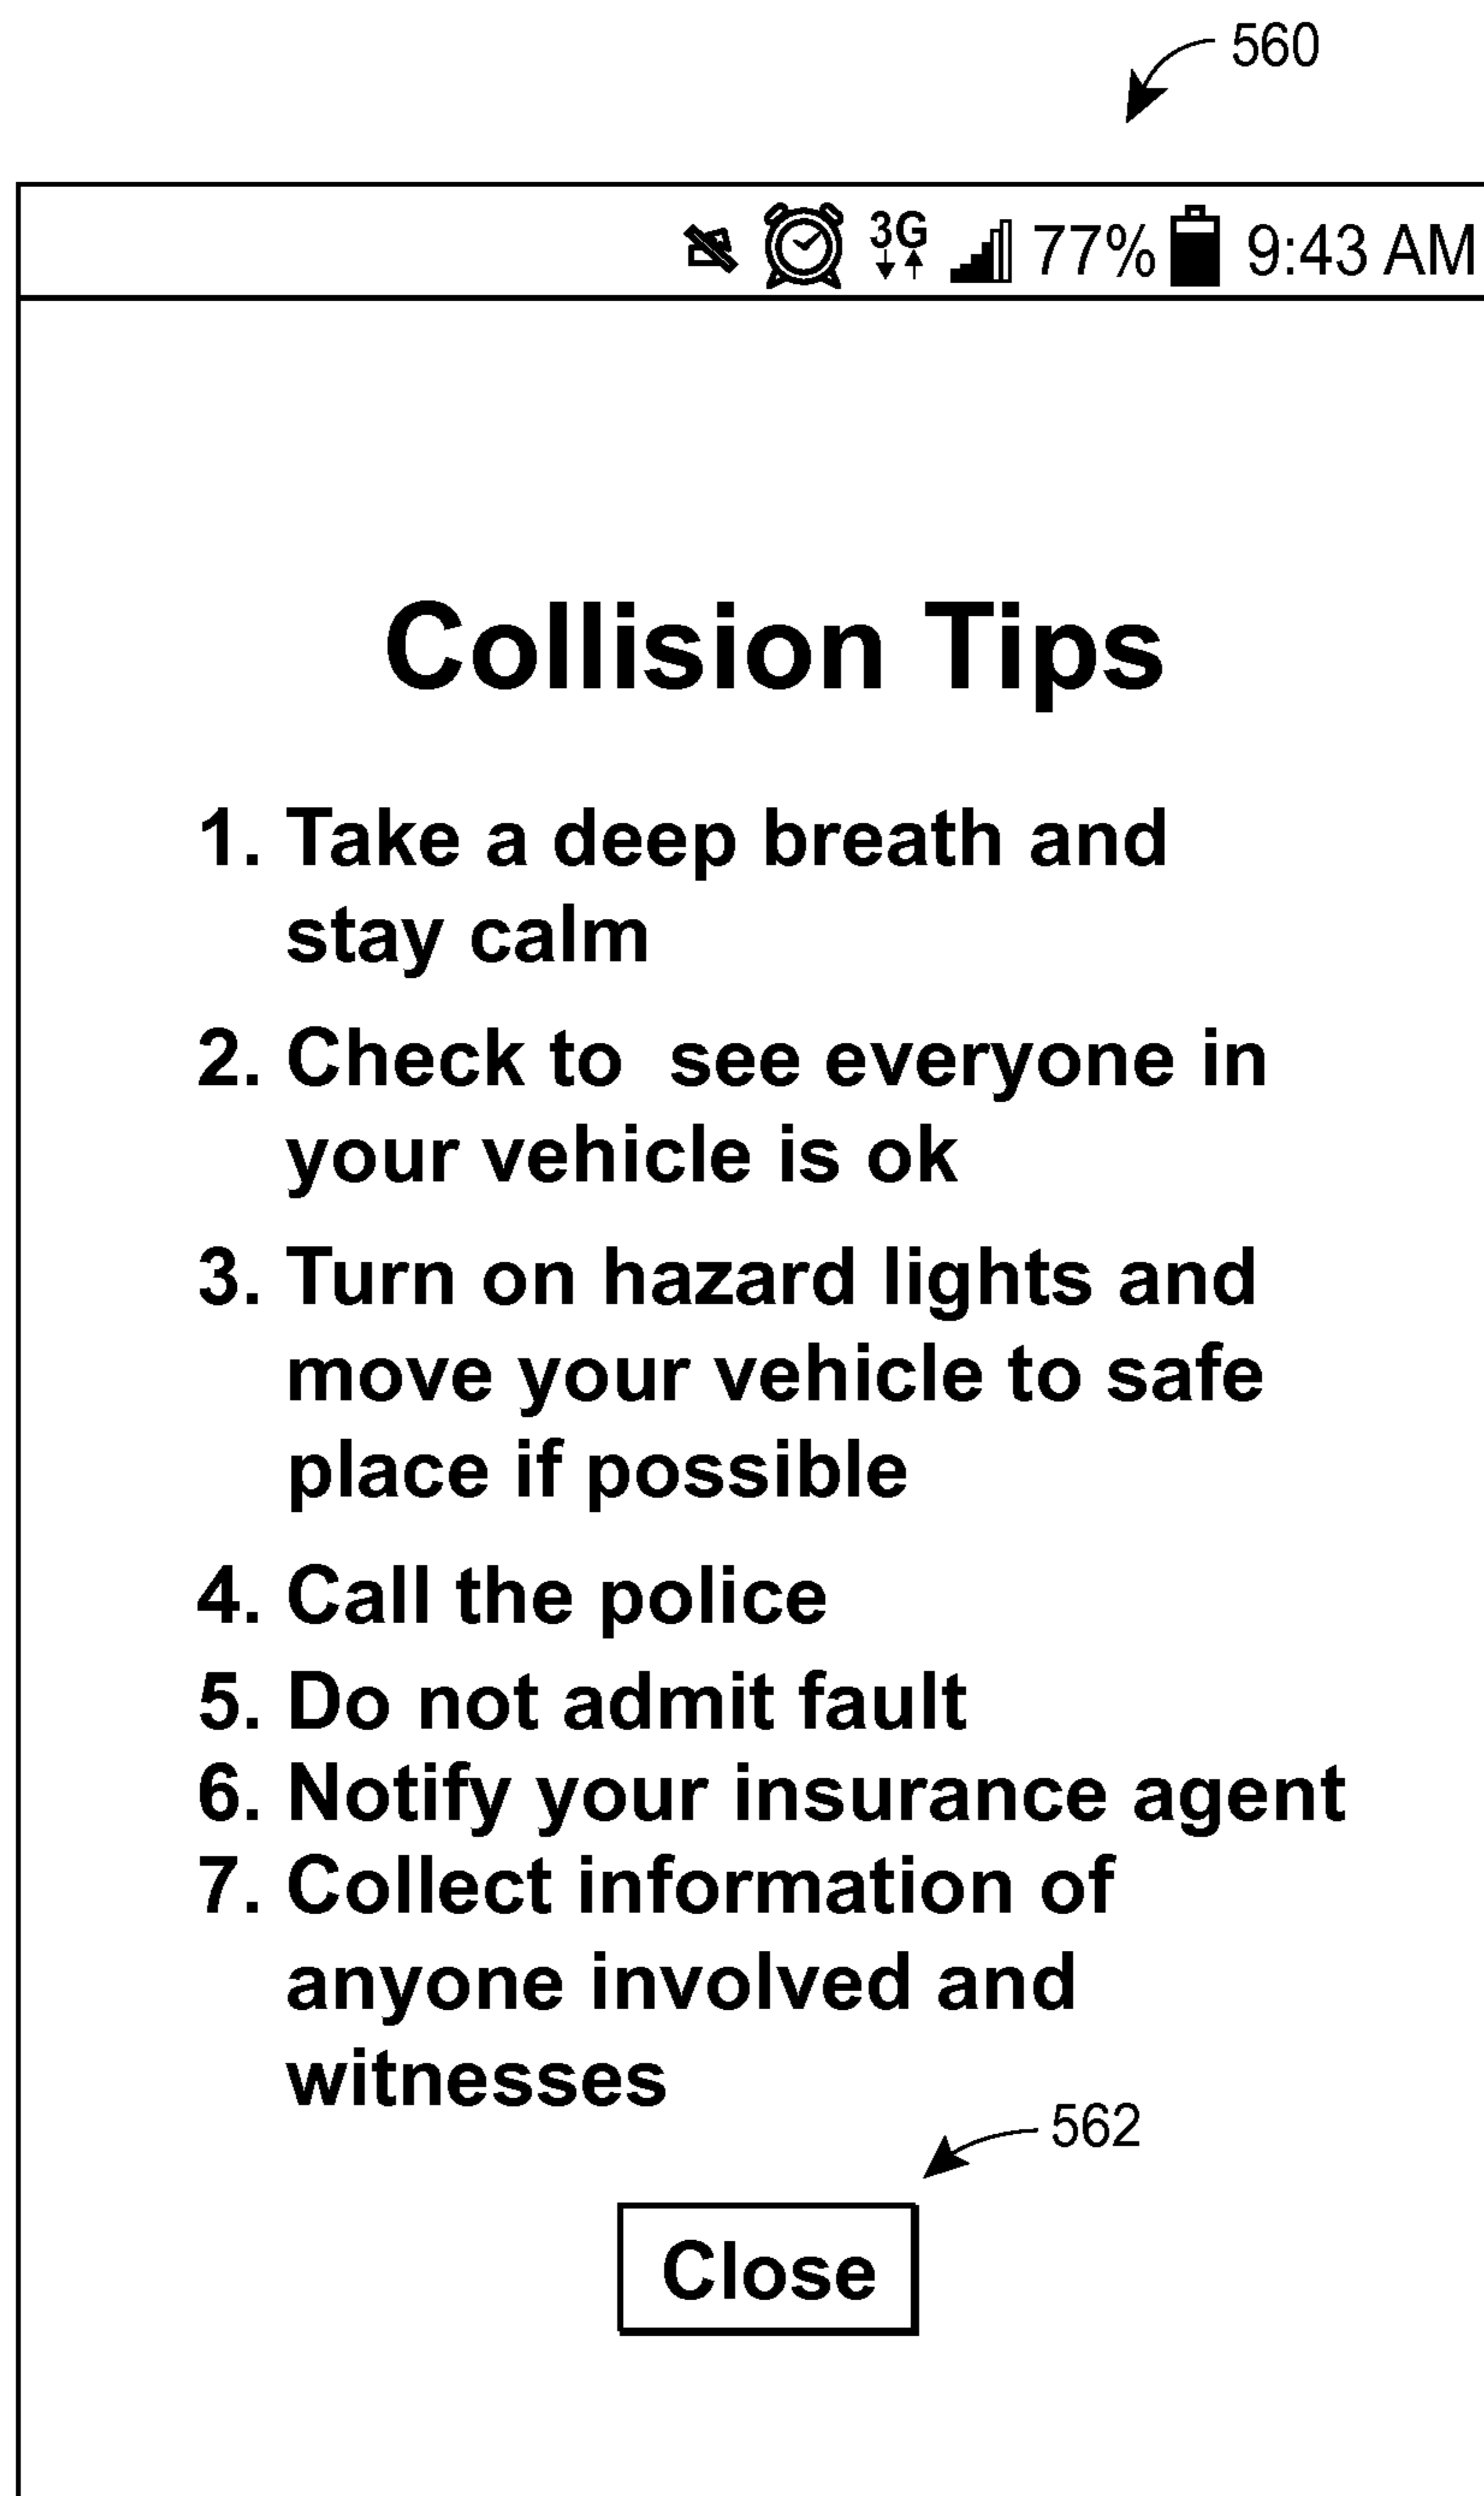 560
3G 77% 9:43 AM
Collision Tips
1. Take a deep breath and
stay calm
2. Check to see everyone in
your vehicle is ok
3. Turn on hazard lights and
move your vehicle to safe
place if possible
4. Call the police
5. Do not admit fault
6. Notify your insurance agent
7. Collect information of
anyone involved and
witnesses
562
Close